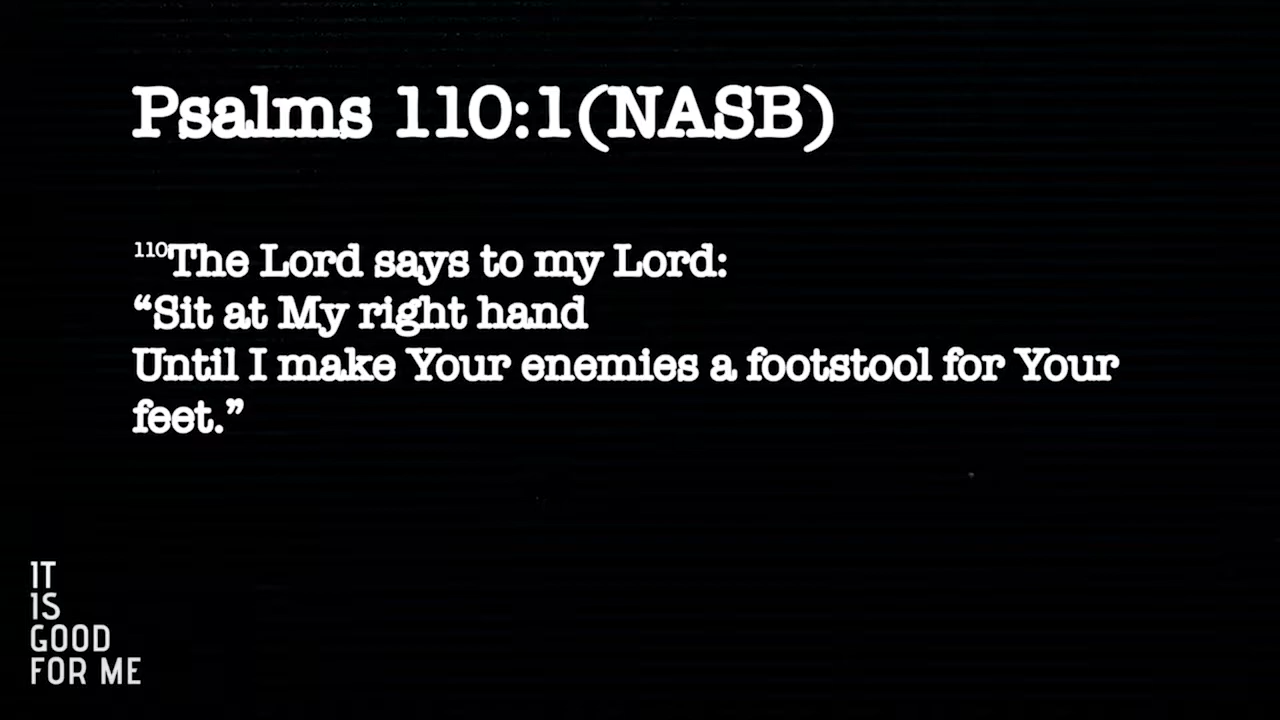 Psalms 110:1(NASB)
110The Lord says to my Lord:
“Sit at My right hand
Until I make Your enemies a footstool for Your
feet.”
IT
IS
GOOD
FOR ME